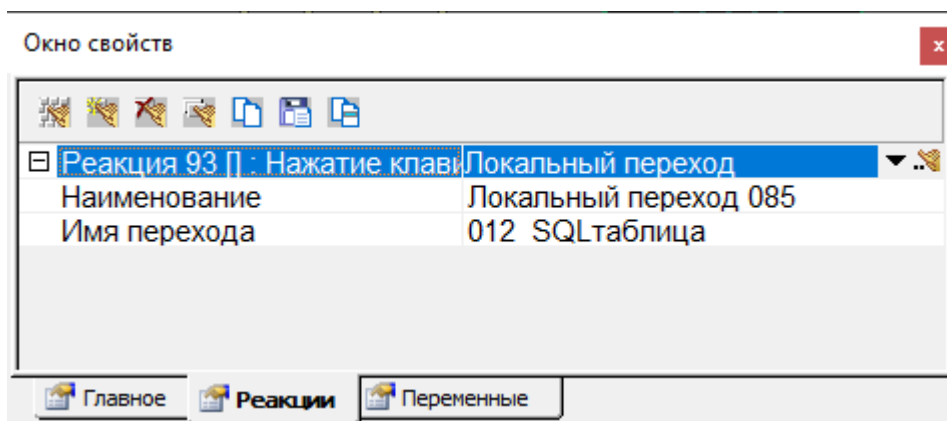 Окно свойств
Реакция 93 [] : Нажатие клави Локальный переход
Наименование Локальный переход 085
Имя перехода 012 SQLтаблица
Главное Реакции Переменные